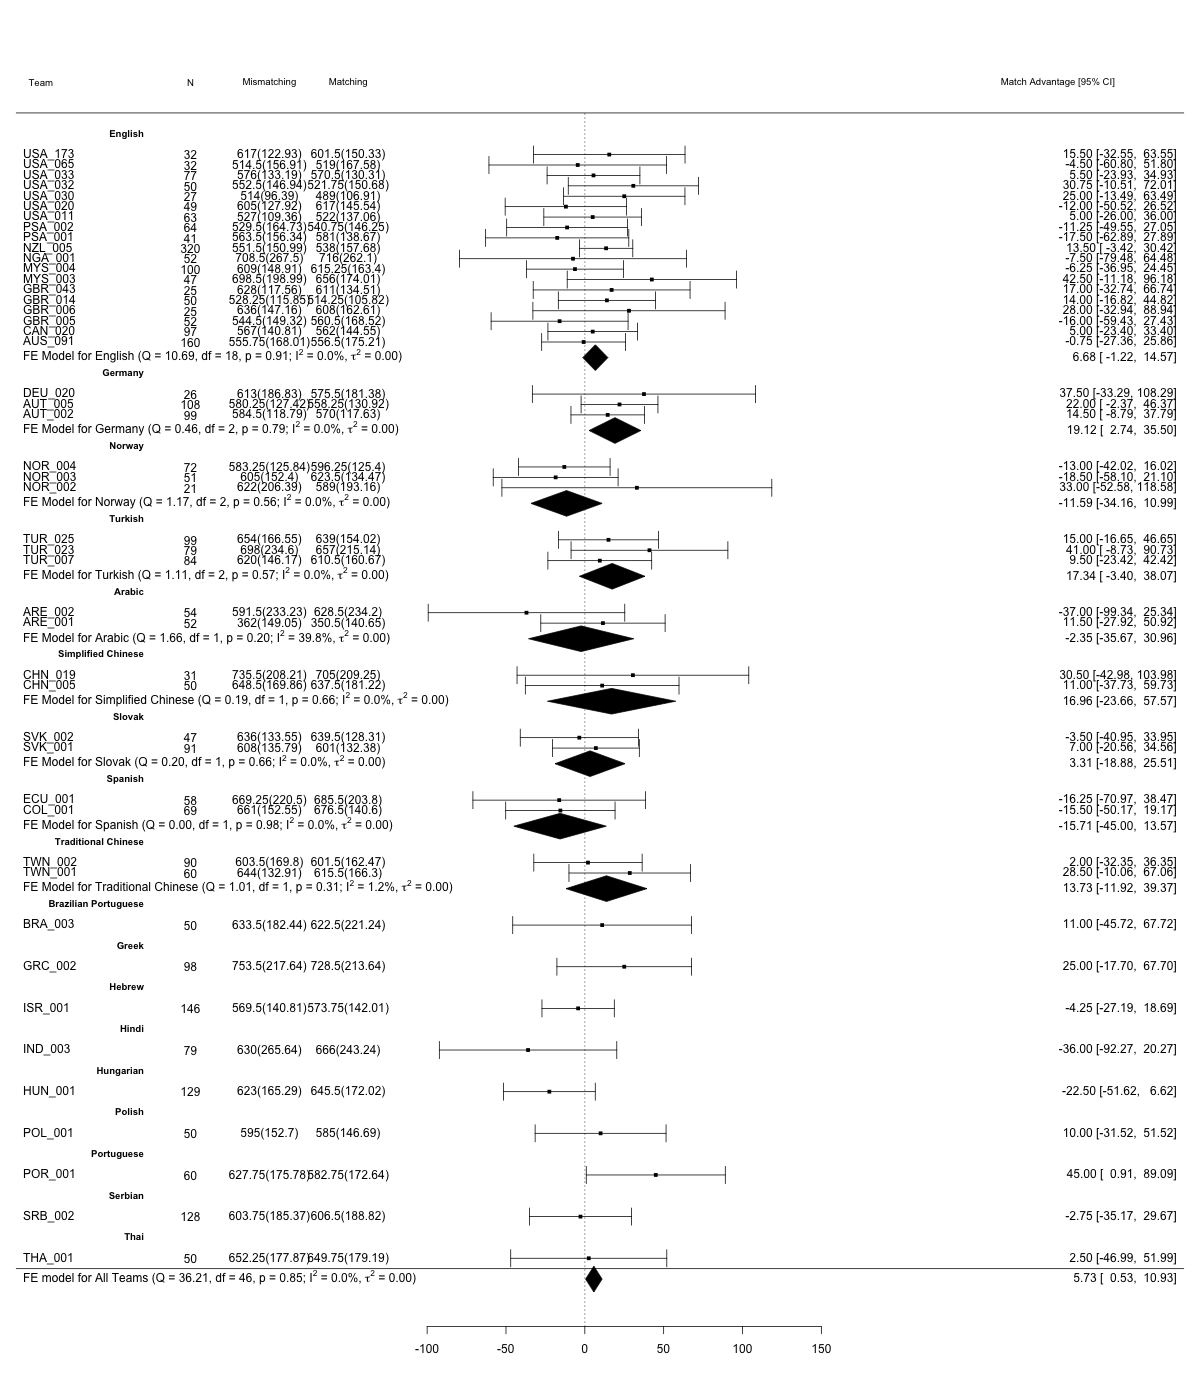 Team N Mismatching Matching Match Advantage [95% CI]
English
USA_173 32 617(122.93) 601.5(150.33) 15.50 [-32.55, 63.55]
USA_065 32 514.5(156.91) 519(167.58) -4.50 [-60.80, 51.80]
USA_033 77 576(133.19) 570.5(130.31) 5.50 [-23.93, 34.93]
USA_032 50 552.5(146.94) 521.75(150.68) 30.75 [-10.51, 72.01]
USA_030 27 514(96.39) 489(106.91) 25.00 [-13.49, 63.49]
USA_020 49 605(127.92) 617(145.54) -12.00 [-50.52, 26.52]
USA_011 63 527(109.36) 522(137.06) 5.00 [-26.00, 36.00]
PSA_002 64 529.5(164.73) 540.75(146.25) -11.25 [-49.55, 27.05]
PSA_001 41 563.5(156.34) 581(138.67) -17.50 [-62.89, 27.89]
NZL_005 320 551.5(150.99) 538(157.68) 13.50 [-3.42, 30.42]
NGA_001 52 708.5(267.5) 716(262.1) -7.50 [-79.48, 64.48]
MYS_004 100 609(148.91) 615.25(163.4) -6.25 [-36.95, 24.45]
MYS_003 47 698.5(198.99) 656(174.01) 42.50 [-11.18, 96.18]
GBR_043 25 628(117.56) 611(134.51) 17.00 [-32.74, 66.74]
GBR_014 50 528.25(115.85) 514.25(105.82) 14.00 [-16.82, 44.82]
GBR_006 25 636(147.16) 608(162.61) 28.00 [-32.94, 88.94]
GBR_005 52 544.5(149.32) 560.5(168.52) -16.00 [-59.43, 27.43]
CAN_020 97 567(140.81) 562(144.55) 5.00 [-23.40, 33.40]
AUS_091 160 555.75(168.01) 556.5(175.21) -0.75 [-27.36, 25.86]
FE Model for English (Q = 10.69, df = 18, p = 0.91; I² = 0.0%, τ² = 0.00) 6.68 [ -1.22, 14.57]
Germany
DEU_020 26 613(186.83) 575.5(181.38) 37.50 [-33.29, 108.29]
AUT_005 108 580.25(127.42) 558.25(130.92) 22.00 [ -2.37, 46.37]
AUT_002 99 584.5(118.79) 570(117.63) 14.50 [ -8.79, 37.79]
FE Model for Germany (Q = 0.46, df = 2, p = 0.79; I² = 0.0%, τ² = 0.00) 19.12 [ 2.74, 35.50]
Norway
NOR_004 72 583.25(125.84) 596.25(125.4) -13.00 [-42.02, 16.02]
NOR_003 51 605(152.4) 623.5(134.47) -18.50 [-58.10, 21.10]
NOR_002 21 622(206.39) 589(193.16) 33.00 [-52.58, 118.58]
FE Model for Norway (Q = 1.17, df = 2, p = 0.56; I² = 0.0%, τ² = 0.00) -11.59 [-34.16, 10.99]
Turkish
TUR_025 99 654(166.55) 639(154.02) 15.00 [-16.65, 46.65]
TUR_023 79 698(234.6) 657(215.14) 41.00 [ -8.73, 90.73]
TUR_007 84 620(146.17) 610.5(160.67) 9.50 [-23.42, 42.42]
FE Model for Turkish (Q = 1.11, df = 2, p = 0.57; I² = 0.0%, τ² = 0.00) 17.34 [ -3.40, 38.07]
Arabic
ARE_002 54 591.5(233.23) 628.5(234.2) -37.00 [-99.34, 25.34]
ARE_001 52 362(149.05) 350.5(140.65) 11.50 [-27.92, 50.92]
FE Model for Arabic (Q = 1.66, df = 1, p = 0.20; I² = 39.8%, τ² = 0.00) -2.35 [-35.67, 30.96]
Simplified Chinese
CHN_019 31 735.5(208.21) 705(209.25) 30.50 [-42.98, 103.98]
CHN_005 50 648.5(169.86) 637.5(181.22) 11.00 [-37.73, 59.73]
FE Model for Simplified Chinese (Q = 0.19, df = 1, p = 0.66; I² = 0.0%, τ² = 0.00) 16.96 [-23.66, 57.57]
Slovak
SVK_002 47 636(133.55) 639.5(128.31) -3.50 [-40.95, 33.95]
SVK_001 91 608(135.79) 601(132.38) 7.00 [-20.56, 34.56]
FE Model for Slovak (Q = 0.20, df = 1, p = 0.66; I² = 0.0%, τ² = 0.00) 3.31 [-18.88, 25.51]
Spanish
ECU_001 58 669.25(220.5) 685.5(203.8) -16.25 [-70.97, 38.47]
COL_001 69 661(152.55) 676.5(140.6) -15.50 [-50.17, 19.17]
FE Model for Spanish (Q = 0.00, df = 1, p = 0.98; I² = 0.0%, τ² = 0.00) -15.71 [-45.00, 13.57]
Traditional Chinese
TWN_002 90 603.5(169.8) 601.5(162.47) 2.00 [-32.35, 36.35]
TWN_001 60 644(132.91) 615.5(166.3) 28.50 [-10.06, 67.06]
FE Model for Traditional Chinese (Q = 1.01, df = 1, p = 0.31; I² = 1.2%, τ² = 0.00) 13.73 [-11.92, 39.37]
Brazilian Portuguese
BRA_003 50 633.5(182.44) 622.5(221.24) 11.00 [-45.72, 67.72]
Greek
GRC_002 98 753.5(217.64) 728.5(213.64) 25.00 [-17.70, 67.70]
Hebrew
ISR_001 146 569.5(140.81) 573.75(142.01) -4.25 [-27.19, 18.69]
Hindi
IND_003 79 630(265.64) 666(243.24) -36.00 [-92.27, 20.27]
Hungarian
HUN_001 129 623(165.29) 645.5(172.02) -22.50 [-51.62, 6.62]
Polish
POL_001 50 595(152.7) 585(146.69) 10.00 [-31.52, 51.52]
Portuguese
POR_001 60 627.75(175.78) 582.75(172.64) 45.00 [ 0.91, 89.09]
Serbian
SRB_002 128 603.75(185.37) 606.5(188.82) -2.75 [-35.17, 29.67]
Thai
THA_001 50 652.25(177.87) 649.75(179.19) 2.50 [-46.99, 51.99]
FE model for All Teams (Q = 36.21, df = 46, p = 0.85; I² = 0.0%, τ² = 0.00) 5.73 [ 0.53, 10.93]
-100 -50 0 50 100 150